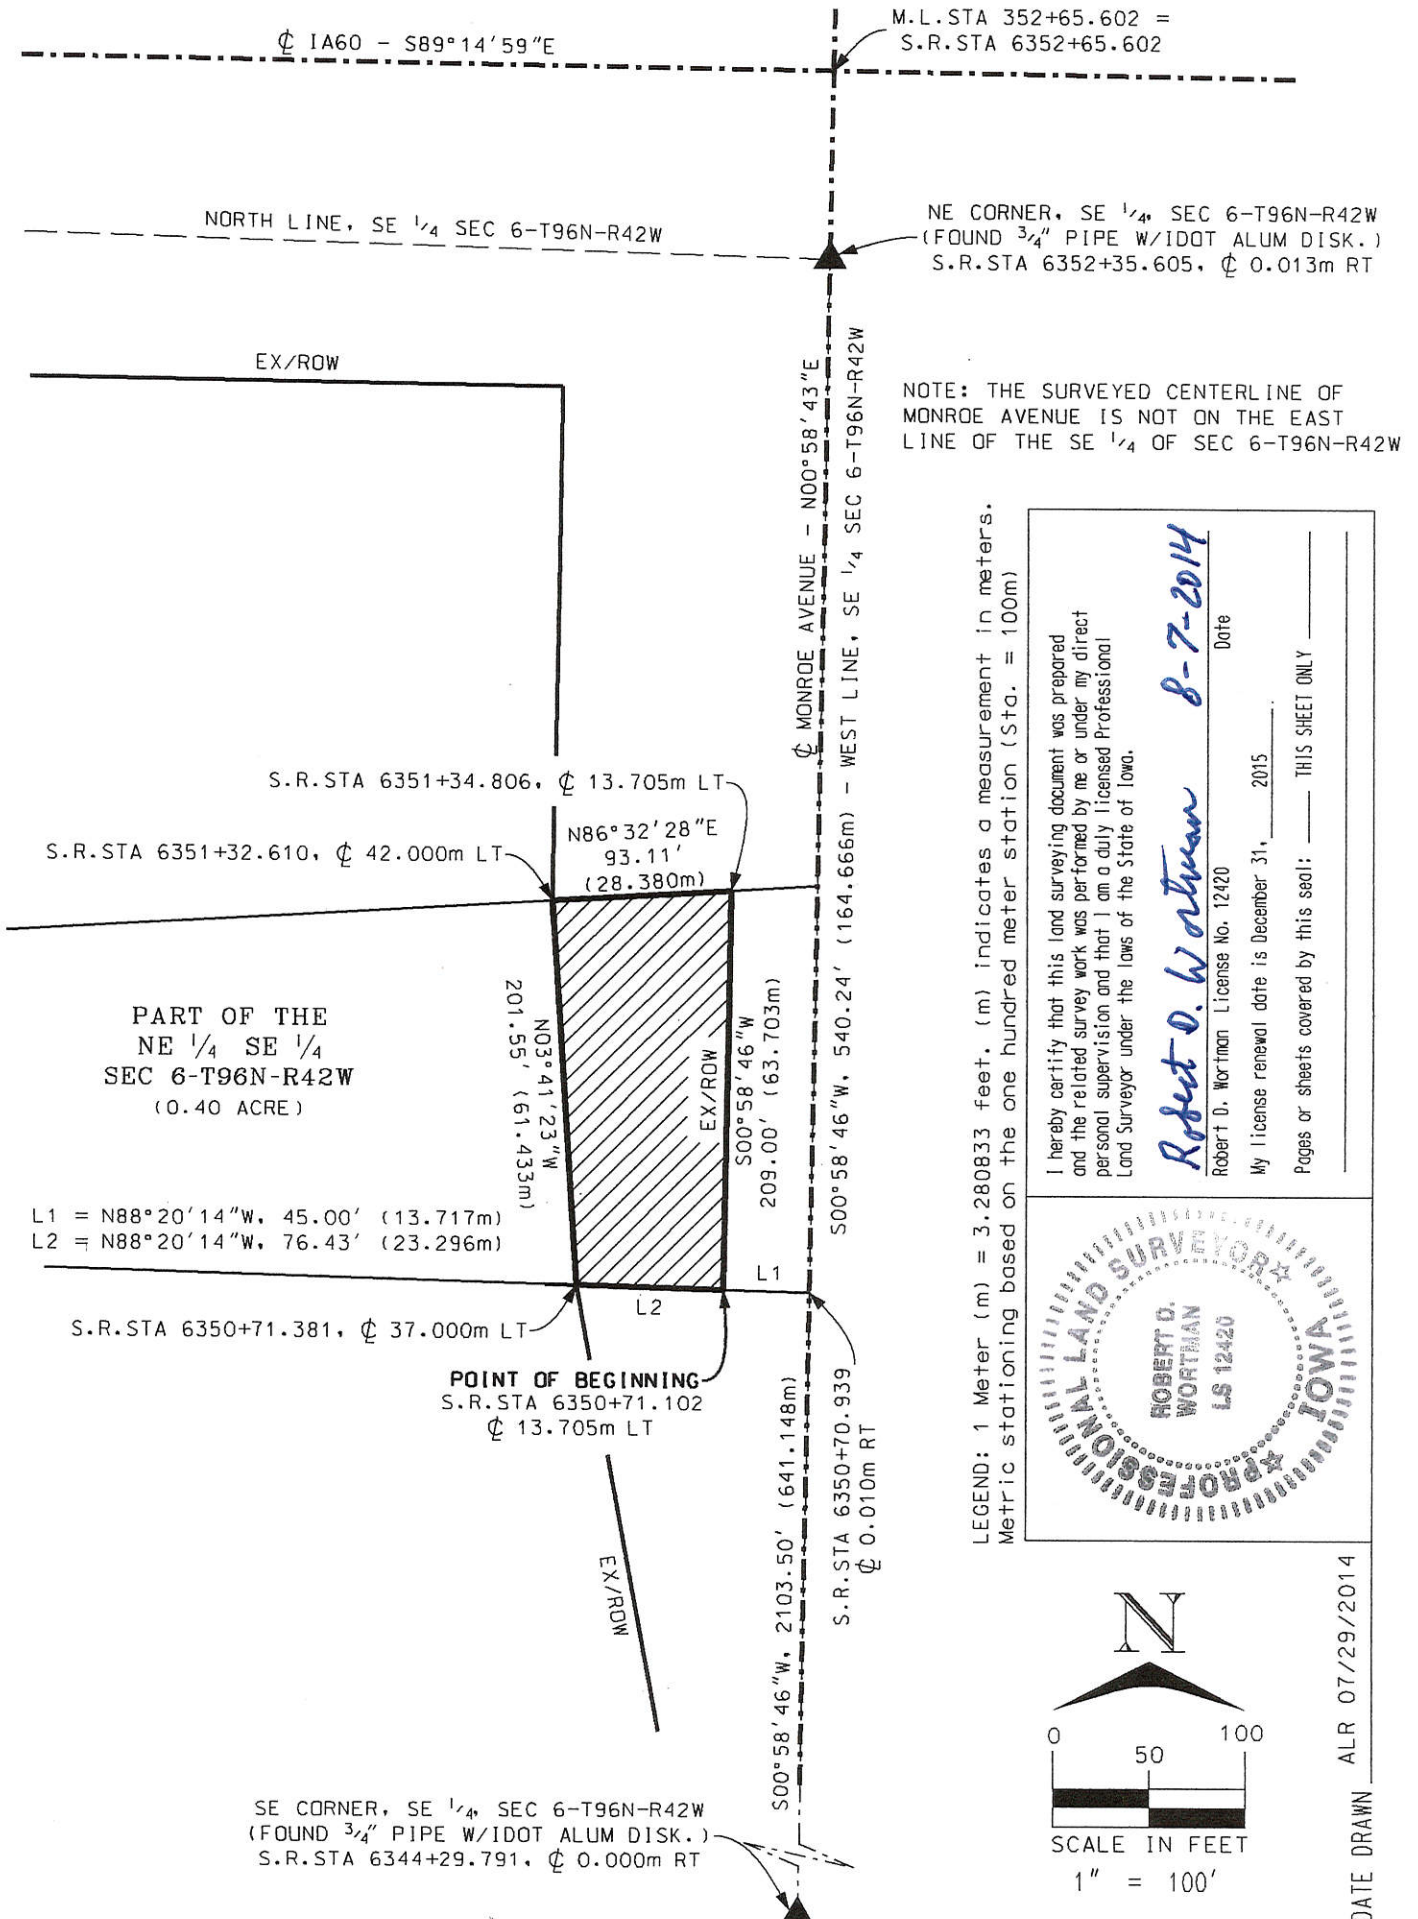 M.L.STA 352+65.602 =
S.R.STA 6352+65.602
℄ IA60 - S89°14'59"E
NORTH LINE, SE 1/4 SEC 6-T96N-R42W
NE CORNER, SE 1/4, SEC 6-T96N-R42W
(FOUND 3/4" PIPE W/IDOT ALUM DISK.)
S.R.STA 6352+35.605, ℄ 0.013m RT
EX/ROW
NOTE: THE SURVEYED CENTERLINE OF
MONROE AVENUE IS NOT ON THE EAST
LINE OF THE SE 1/4 OF SEC 6-T96N-R42W
℄ MONROE AVENUE - N00°58'43"E
S00°58'46"W, 540.24' (164.666m) - WEST LINE, SE 1/4 SEC 6-T96N-R42W
S.R.STA 6351+34.806, ℄ 13.705m LT
S.R.STA 6351+32.610, ℄ 42.000m LT
N86°32'28"E
93.11'
(28.380m)
PART OF THE
NE 1/4 SE 1/4
SEC 6-T96N-R42W
(0.40 ACRE)
N03°41'23"W
201.55' (61.433m)
EX/ROW
S00°58'46"W
209.00' (63.703m)
L1 = N88°20'14"W, 45.00' (13.717m)
L2 = N88°20'14"W, 76.43' (23.296m)
L1
L2
S.R.STA 6350+71.381, ℄ 37.000m LT
POINT OF BEGINNING
S.R.STA 6350+71.102
℄ 13.705m LT
S.R.STA 6350+70.939
℄ 0.010m RT
EX/ROW
S00°58'46"W, 2103.50' (641.148m)
SE CORNER, SE 1/4, SEC 6-T96N-R42W
(FOUND 3/4" PIPE W/IDOT ALUM DISK.)
S.R.STA 6344+29.791, ℄ 0.000m RT
LEGEND: 1 Meter (m) = 3.280833 feet. (m) indicates a measurement in meters.
Metric stationing based on the one hundred meter station (Sta. = 100m)
I hereby certify that this land surveying document was prepared
and the related survey work was performed by me or under my direct
personal supervision and that I am a duly licensed Professional
Land Surveyor under the laws of the State of Iowa.
Robert D. Wortman 8-7-2014
Robert D. Wortman License No. 12420 Date
My license renewal date is December 31, 2015.
Pages or sheets covered by this seal: THIS SHEET ONLY
PROFESSIONAL LAND SURVEYOR
ROBERT D.
WORTMAN
LS 12420
IOWA
N
0 50 100
SCALE IN FEET
1" = 100'
DATE DRAWN ALR 07/29/2014